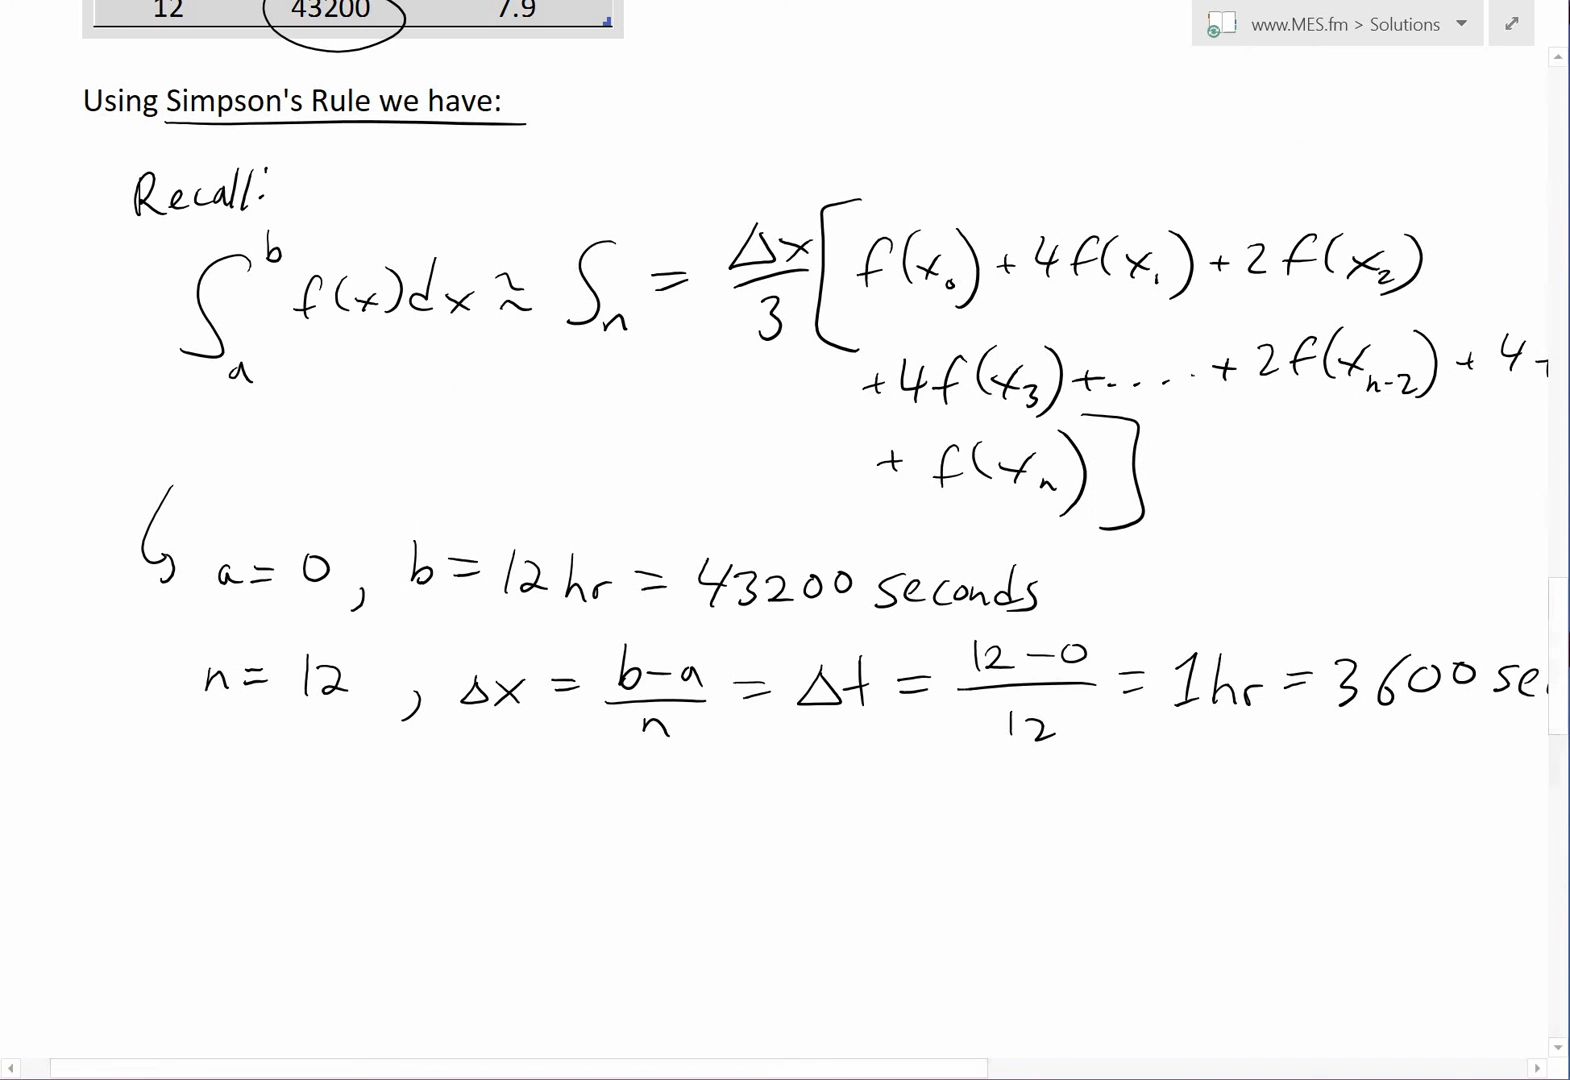 12 43200 7.9
www.MES.fm > Solutions
Using Simpson's Rule we have:
Recall:
∫_a^b f(x)dx ≈ S_n = Δx/3 [f(x_0) + 4f(x_1) + 2f(x_2)
+ 4f(x_3) + .... + 2f(x_{n-2}) + 4
+ f(x_n)]
a = 0, b = 12 hr = 43200 seconds
n = 12, Δx = (b-a)/n = Δt = (12-0)/12 = 1 hr = 3600 se